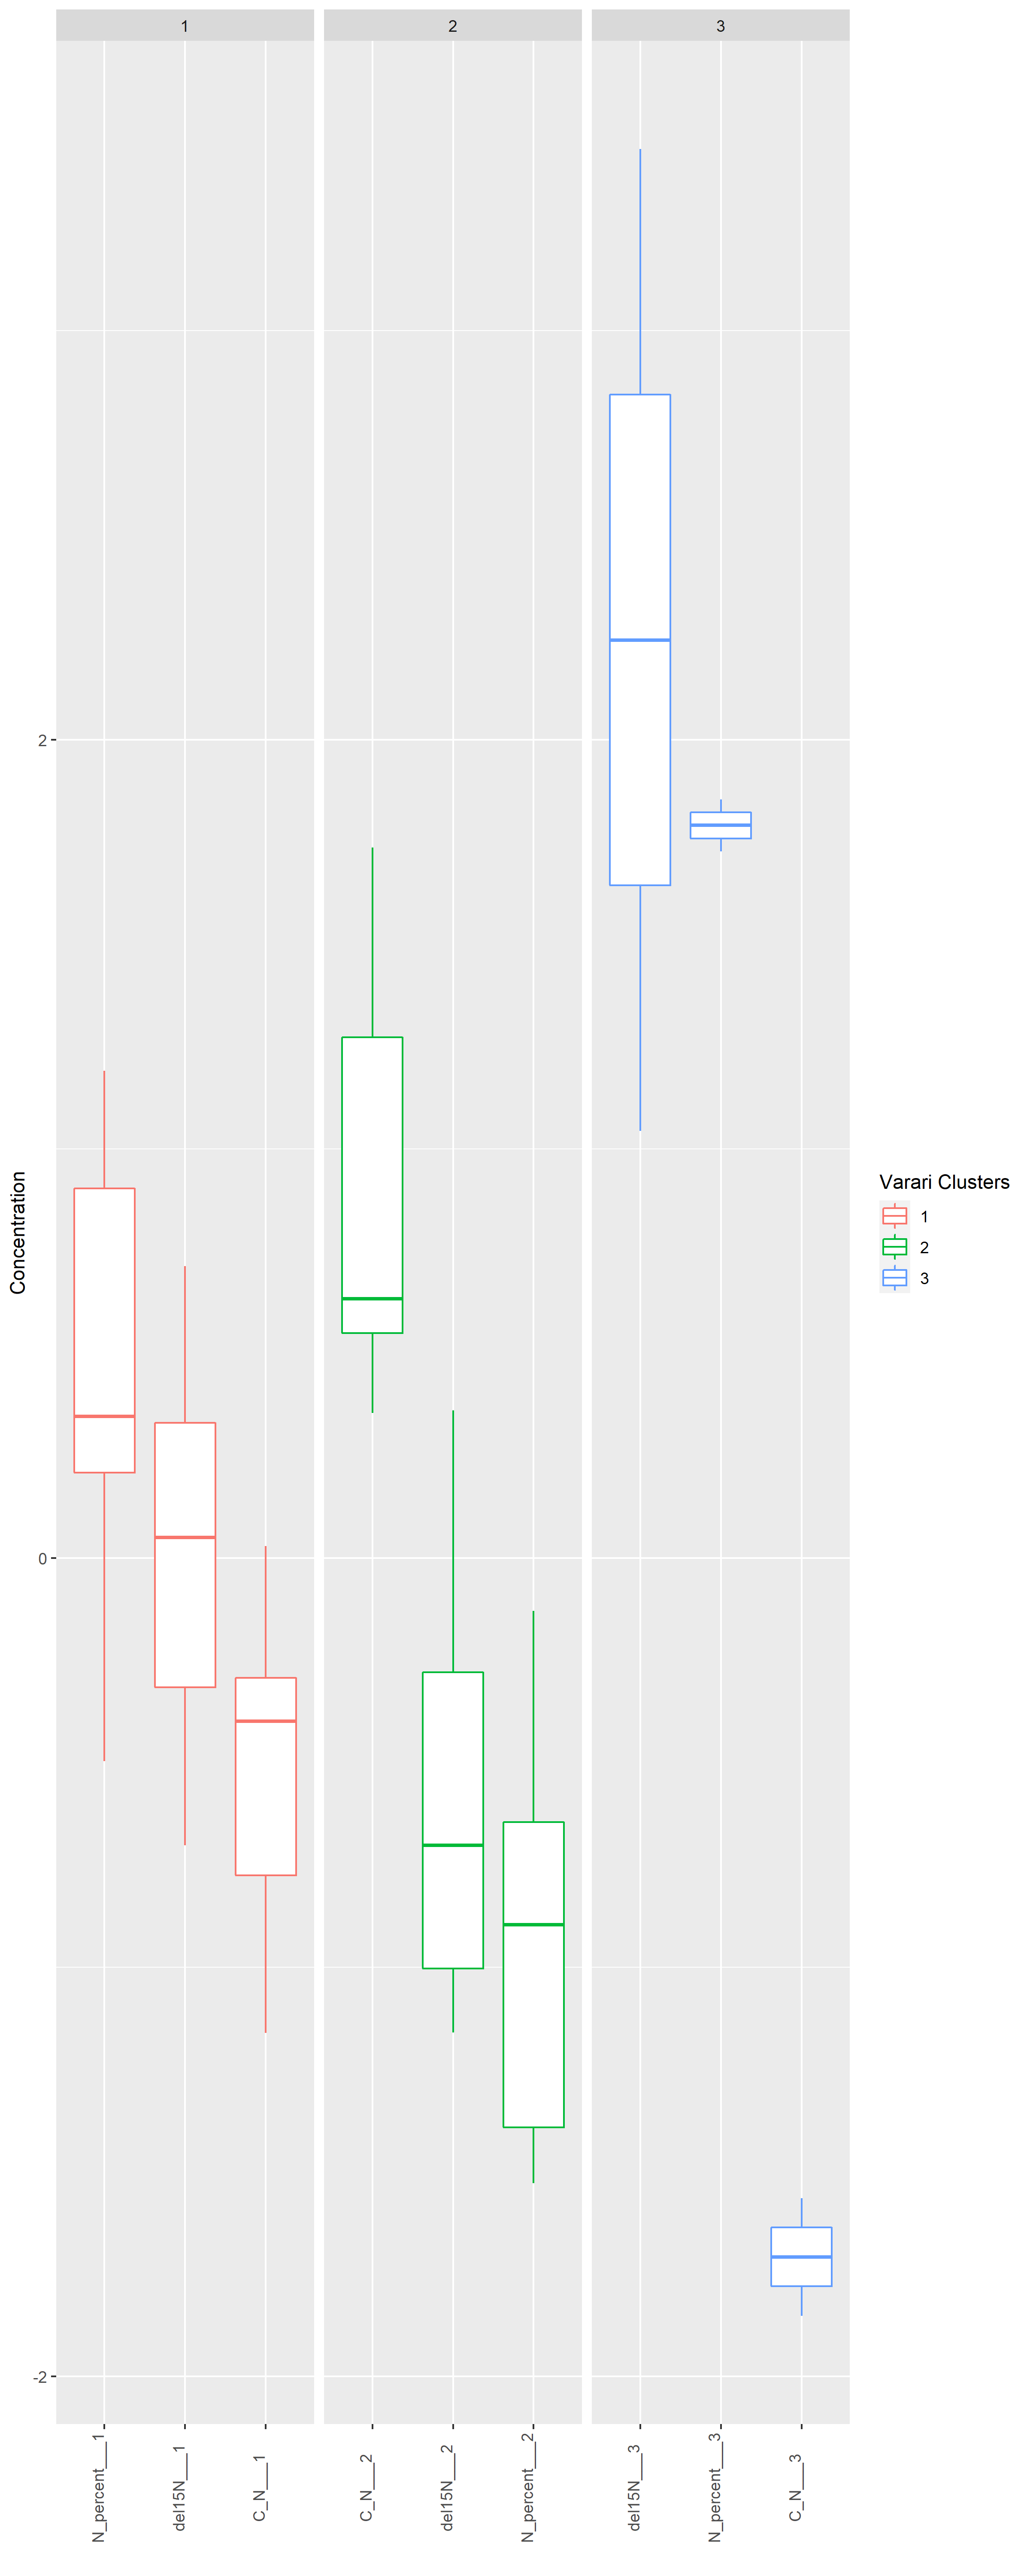 1
2
3
Concentration
2
0
-2
N_percent___1
del15N___1
C_N___1
C_N___2
del15N___2
N_percent___2
del15N___3
N_percent___3
C_N___3
Varari Clusters
1
2
3